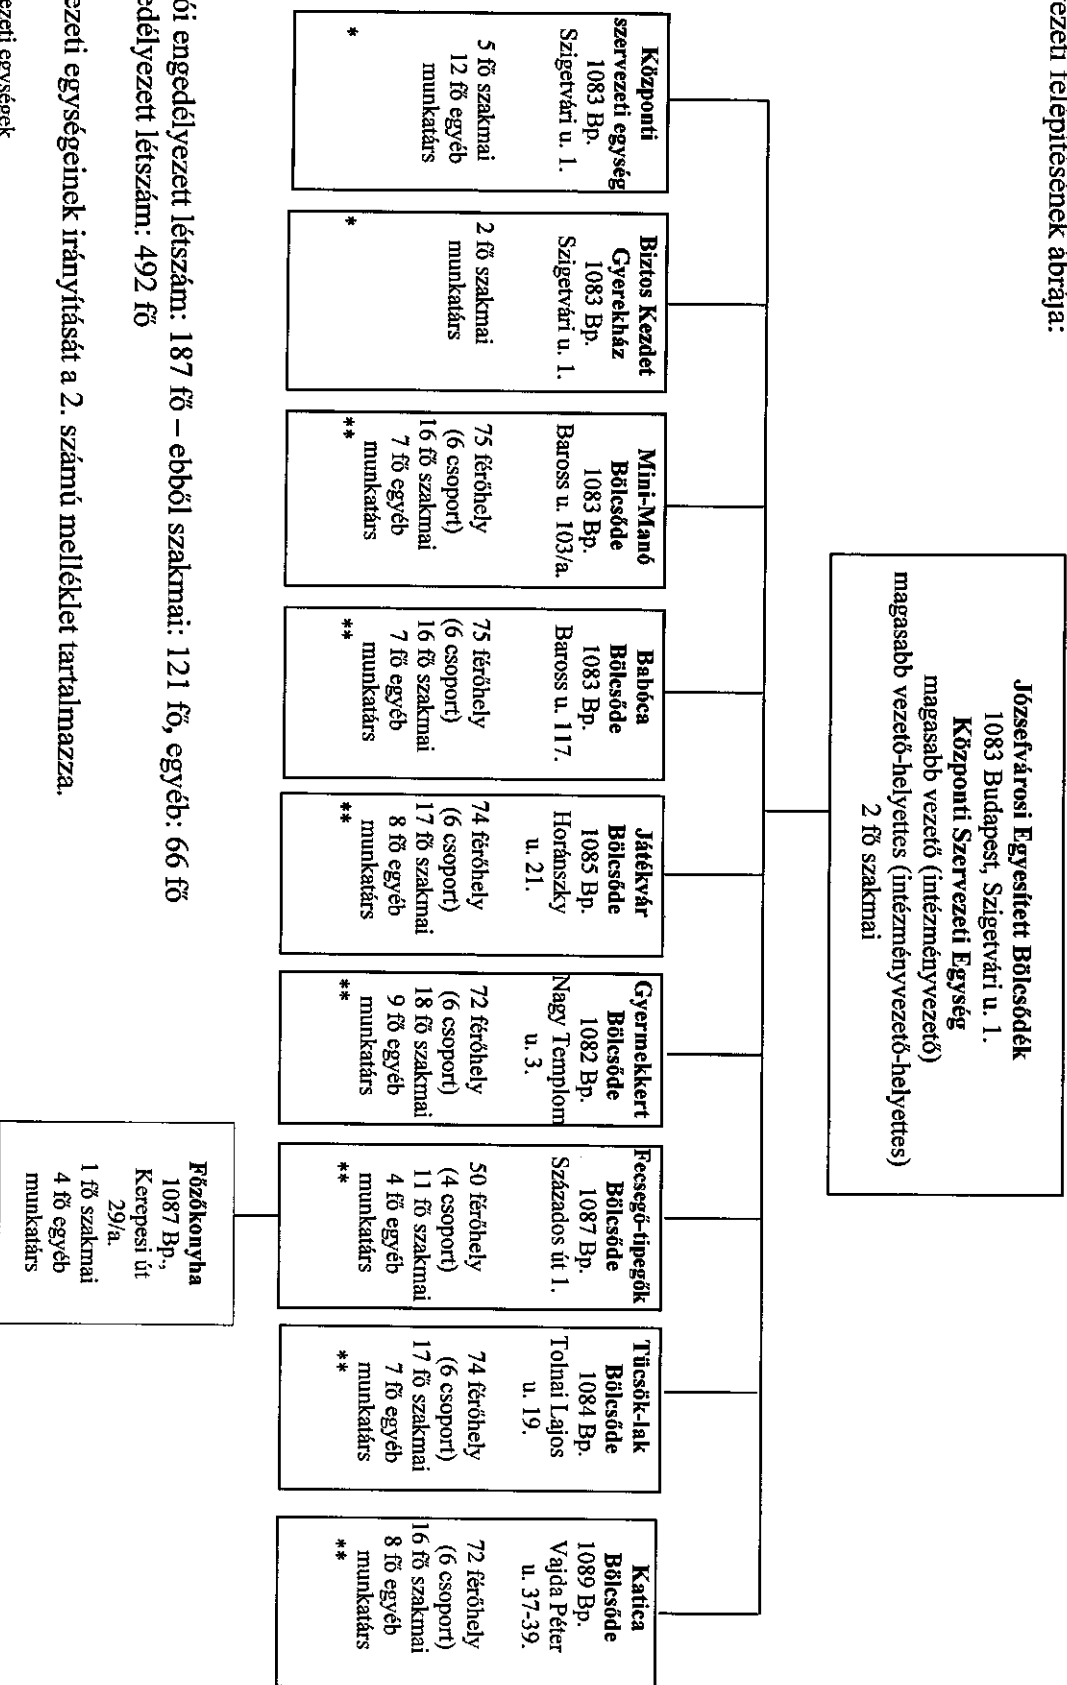 ezeti felépítésének ábrája:
Józsefvárosi Egyesített Bölcsődék
1083 Budapest, Szigetvári u. 1.
Központi Szervezeti Egység
magasabb vezető (intézményvezető)
magasabb vezető-helyettes (intézményvezető-helyettes)
2 fő szakmai
Központi
szervezeti egység
1083 Bp.
Szigetvári u. 1.
5 fő szakmai
12 fő egyéb
munkatárs
*
Biztos Kezdet
Gyerekház
1083 Bp.
Szigetvári u. 1.
2 fő szakmai
munkatárs
*
Mini-Manó
Bölcsőde
1083 Bp.
Baross u. 103/a.
75 férőhely
(6 csoport)
16 fő szakmai
7 fő egyéb
munkatárs
**
Babóca
Bölcsőde
1083 Bp.
Baross u. 117.
75 férőhely
(6 csoport)
16 fő szakmai
7 fő egyéb
munkatárs
**
Játékvár
Bölcsőde
1085 Bp.
Horánszky
u. 21.
74 férőhely
(6 csoport)
17 fő szakmai
8 fő egyéb
munkatárs
**
Gyermekkert
Bölcsőde
1082 Bp.
Nagy Templom
u. 3.
72 férőhely
(6 csoport)
18 fő szakmai
9 fő egyéb
munkatárs
**
Fecsegő-tipegők
Bölcsőde
1087 Bp.
Százados út 1.
50 férőhely
(4 csoport)
11 fő szakmai
4 fő egyéb
munkatárs
**
Tücsök-lak
Bölcsőde
1084 Bp.
Tolnai Lajos
u. 19.
74 férőhely
(6 csoport)
17 fő szakmai
7 fő egyéb
munkatárs
**
Katica
Bölcsőde
1089 Bp.
Vajda Péter
u. 37-39.
72 férőhely
(6 csoport)
16 fő szakmai
8 fő egyéb
munkatárs
**
Főzőkonyha
1087 Bp.,
Kerepesi út
29/a.
1 fő szakmai
4 fő egyéb
munkatárs
ói engedélyezett létszám: 187 fő – ebből szakmai: 121 fő, egyéb: 66 fő
edélyezett létszám: 492 fő
ezeti egységeinek irányítását a 2. számú melléklet tartalmazza.
ezeti egységek